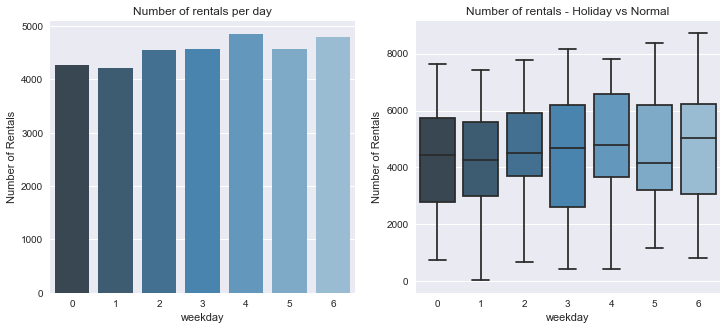 Number of rentals per day
5000
4000
3000
2000
1000
0
Number of Rentals
0 1 2 3 4 5 6
weekday
Number of rentals - Holiday vs Normal
8000
6000
4000
2000
0
Number of Rentals
0 1 2 3 4 5 6
weekday